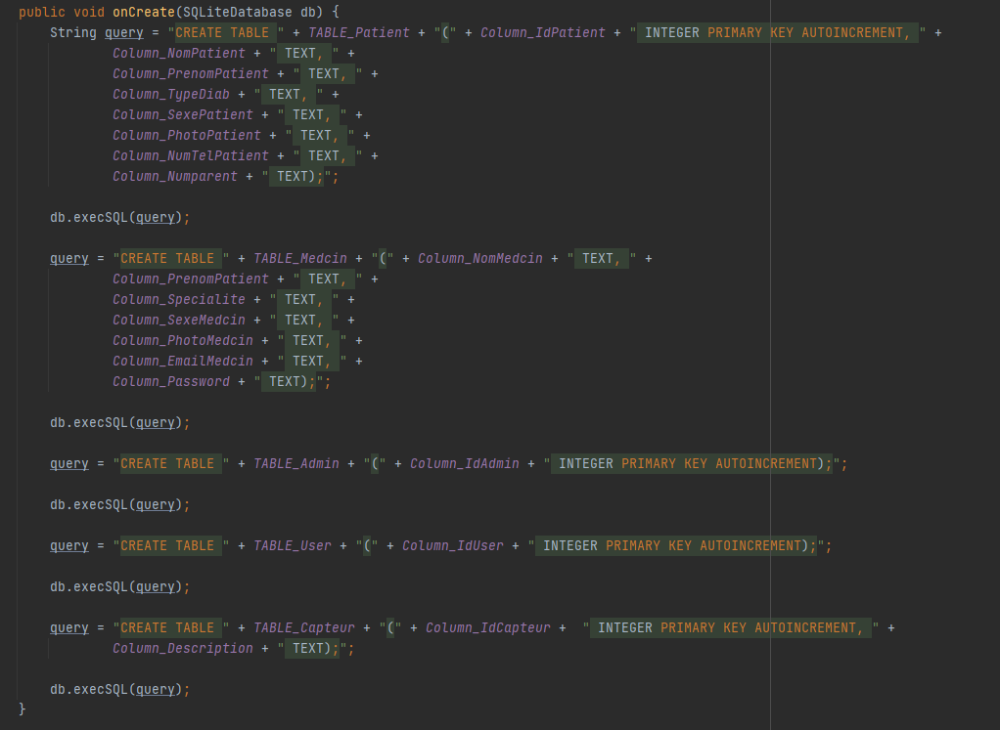 public void onCreate(SQLiteDatabase db) {
    String query = "CREATE TABLE " + TABLE_Patient + "(" + Column_IdPatient + " INTEGER PRIMARY KEY AUTOINCREMENT, " +
            Column_NomPatient + " TEXT, " +
            Column_PrenomPatient + " TEXT, " +
            Column_TypeDiab + " TEXT, " +
            Column_SexePatient + " TEXT, " +
            Column_PhotoPatient + " TEXT, " +
            Column_NumTelPatient + " TEXT, " +
            Column_Numparent + " TEXT);";

    db.execSQL(query);

    query = "CREATE TABLE " + TABLE_Medcin + "(" + Column_NomMedcin + " TEXT, " +
            Column_PrenomPatient + " TEXT, " +
            Column_Specialite + " TEXT, " +
            Column_SexeMedcin + " TEXT, " +
            Column_PhotoMedcin + " TEXT, " +
            Column_EmailMedcin + " TEXT, " +
            Column_Password + " TEXT);";

    db.execSQL(query);

    query = "CREATE TABLE " + TABLE_Admin + "(" + Column_IdAdmin + " INTEGER PRIMARY KEY AUTOINCREMENT);";

    db.execSQL(query);

    query = "CREATE TABLE " + TABLE_User + "(" + Column_IdUser + " INTEGER PRIMARY KEY AUTOINCREMENT);";

    db.execSQL(query);

    query = "CREATE TABLE " + TABLE_Capteur + "(" + Column_IdCapteur +  " INTEGER PRIMARY KEY AUTOINCREMENT, " +
            Column_Description + " TEXT);";

    db.execSQL(query);
}